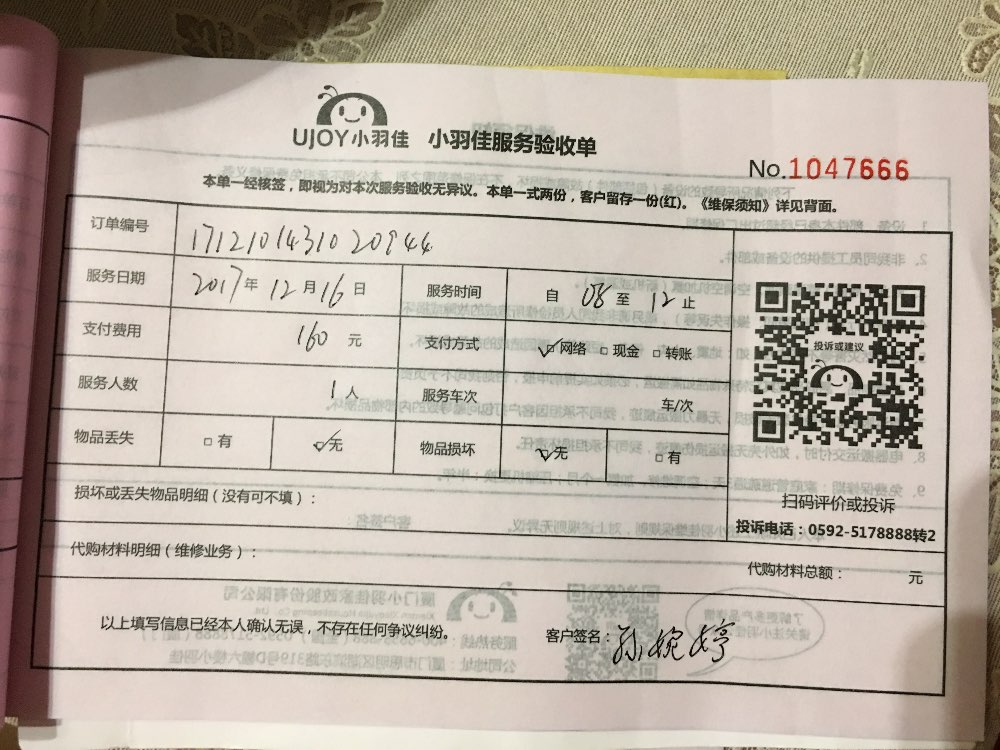 UJOY小羽佳 小羽佳服务验收单
No.1047666
本单一经核签，即视为对本次服务验收无异议。本单一式两份，客户留存一份(红)。《维保须知》详见背面。
订单编号 1712101431020944
服务日期 2017年12月16日 服务时间 自 08 至 12 止
支付费用 160 元 支付方式 ☑网络 □现金 □转账
投诉或建议
服务人数 1人 服务车次 车/次
物品丢失 □有 ☑无 物品损坏 ☑无 □有
损坏或丢失物品明细（没有可不填）：
扫码评价或投诉
投诉电话：0592-5178888转2
代购材料明细（维修业务）：
代购材料总额： 元
以上填写信息已经本人确认无误，不存在任何争议纠纷。
客户签名：孙婉婷